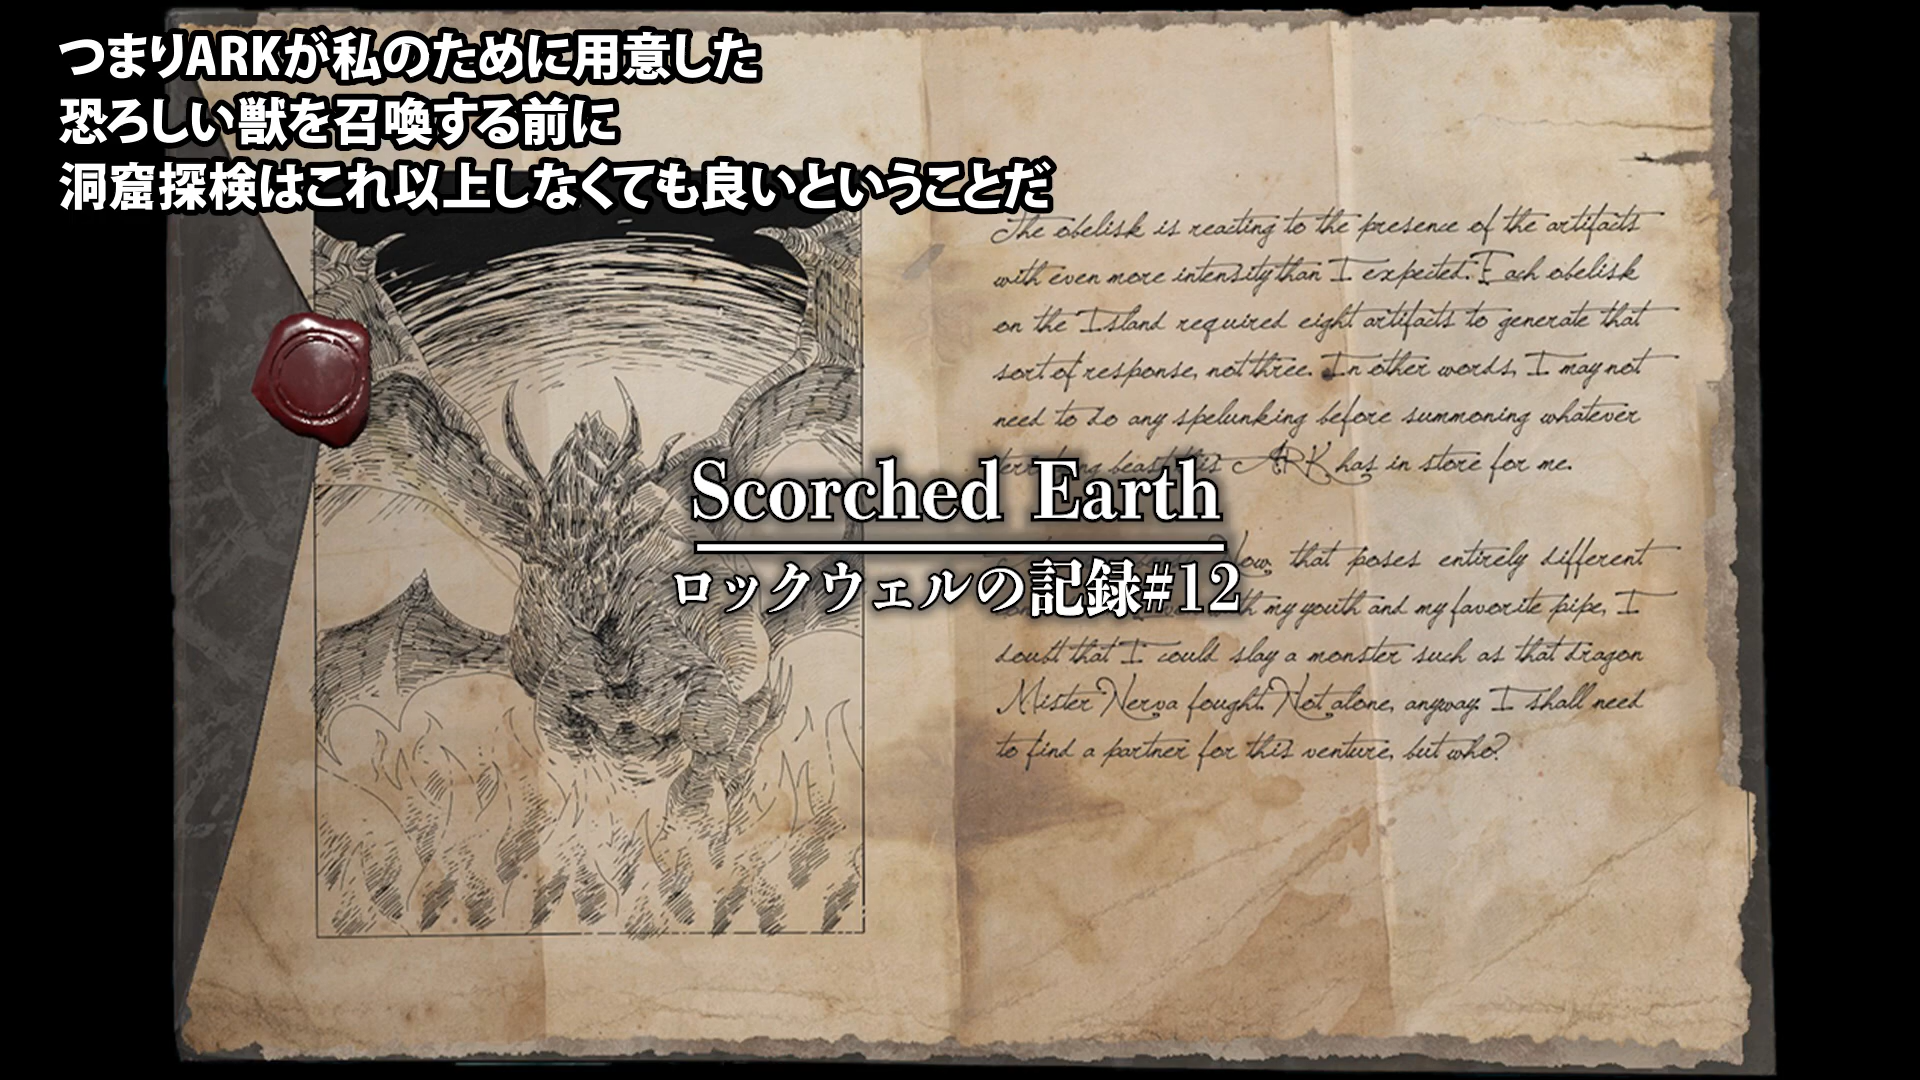 つまりARKが私のために用意した
恐ろしい獣を召喚する前に
洞窟探検はこれ以上しなくても良いということだ
The obelisk is reacting to the presence of the artifacts
with even more intensity than I expected. Each obelisk
on the Island required eight artifacts to generate that
sort of response, not three. In other words, I may not
need to do any spelunking before summoning whatever
beast this ARK has in store for me.
Scorched Earth
Now, that poses entirely different
ロックウェルの記録#12
my youth and my favorite pipe, I
doubt that I could slay a monster such as that dragon
Mister Nerva fought. Not alone, anyway. I shall need
to find a partner for this venture, but who?